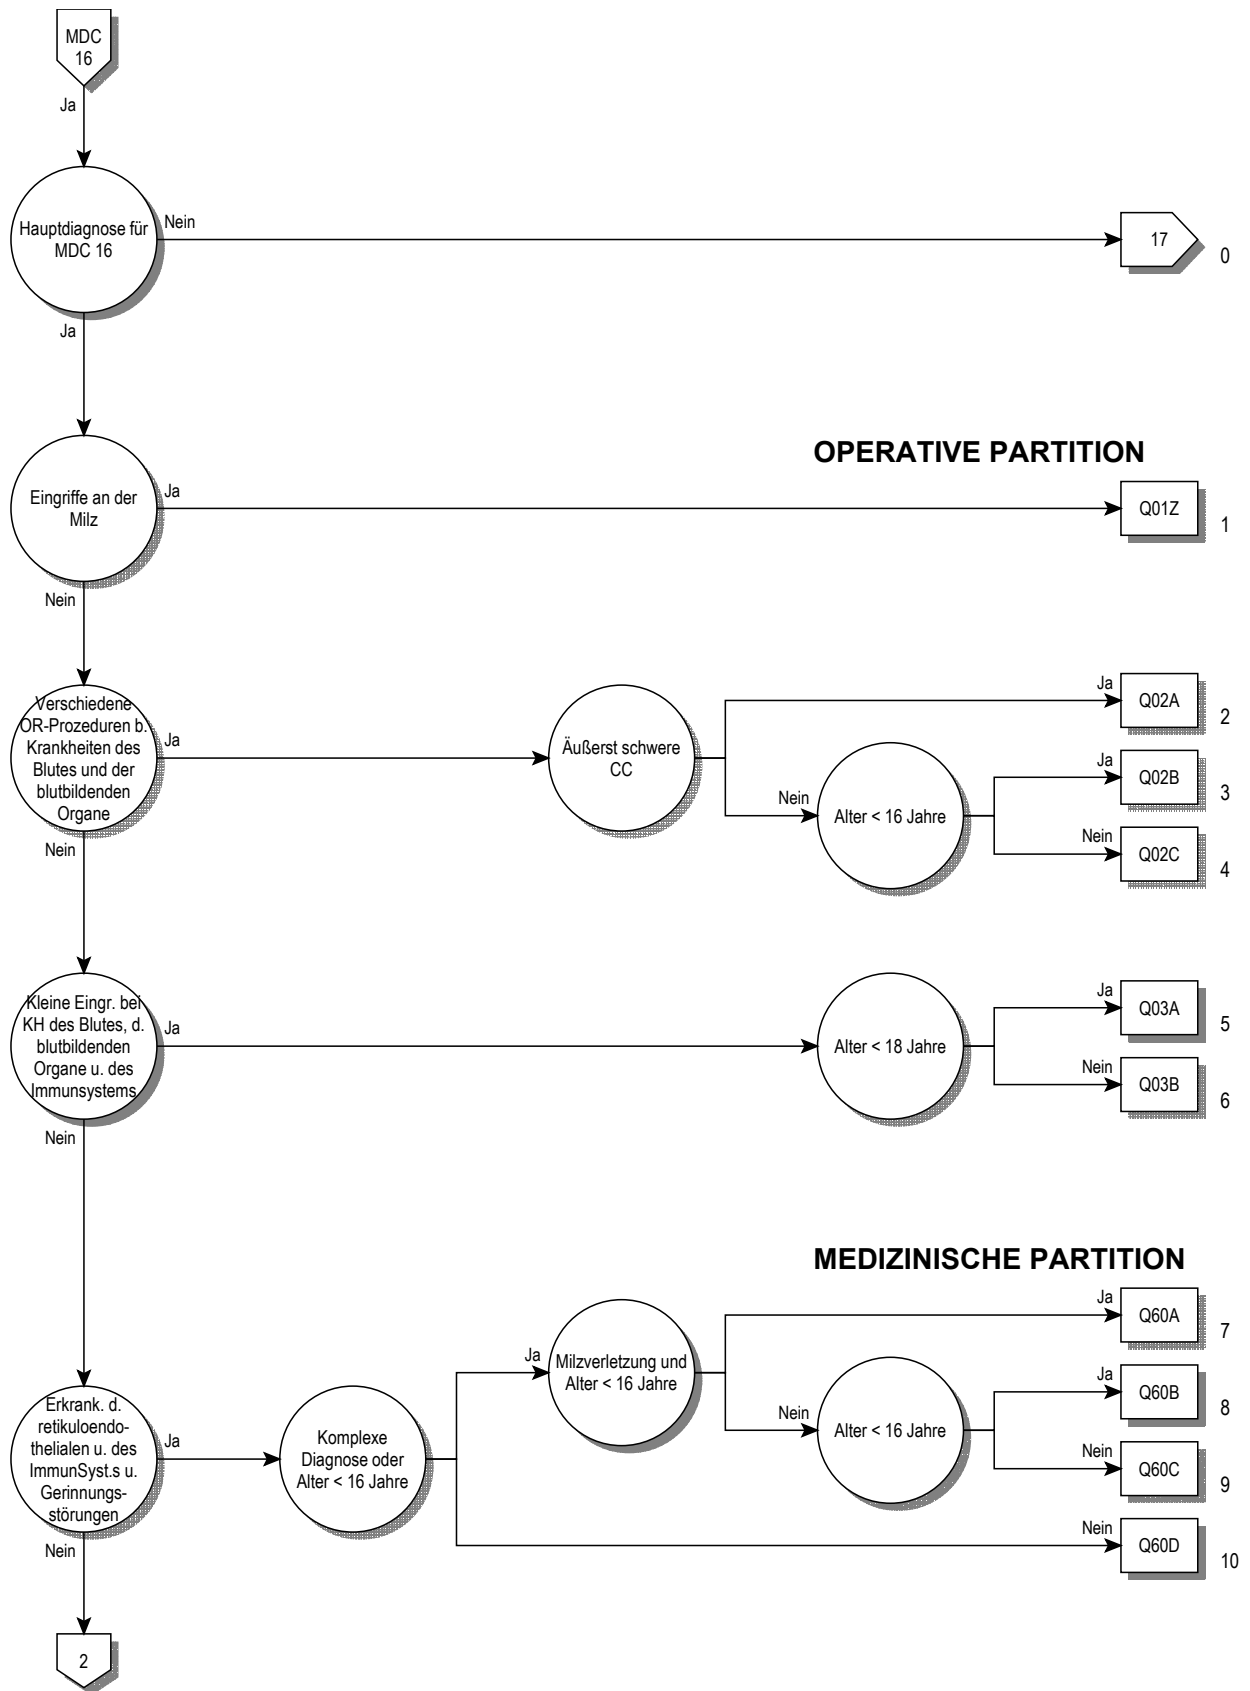 MDC
16
Ja
Hauptdiagnose für
MDC 16
Nein
17
0
Ja
OPERATIVE PARTITION
Eingriffe an der
Milz
Ja
Q01Z
1
Nein
Verschiedene
OR-Prozeduren b.
Krankheiten des
Blutes und der
blutbildenden
Organe
Ja
Äußerst schwere
CC
Ja
Q02A
2
Nein
Alter < 16 Jahre
Ja
Q02B
3
Nein
Q02C
4
Nein
Kleine Eingr. bei
KH des Blutes, d.
blutbildenden
Organe u. des
Immunsystems
Ja
Alter < 18 Jahre
Ja
Q03A
5
Nein
Q03B
6
Nein
MEDIZINISCHE PARTITION
Erkrank. d.
retikuloendo-
thelialen u. des
ImmunSyst.s u.
Gerinnungs-
störungen
Ja
Komplexe
Diagnose oder
Alter < 16 Jahre
Ja
Milzverletzung und
Alter < 16 Jahre
Ja
Q60A
7
Nein
Alter < 16 Jahre
Ja
Q60B
8
Nein
Q60C
9
Nein
Q60D
10
Nein
2